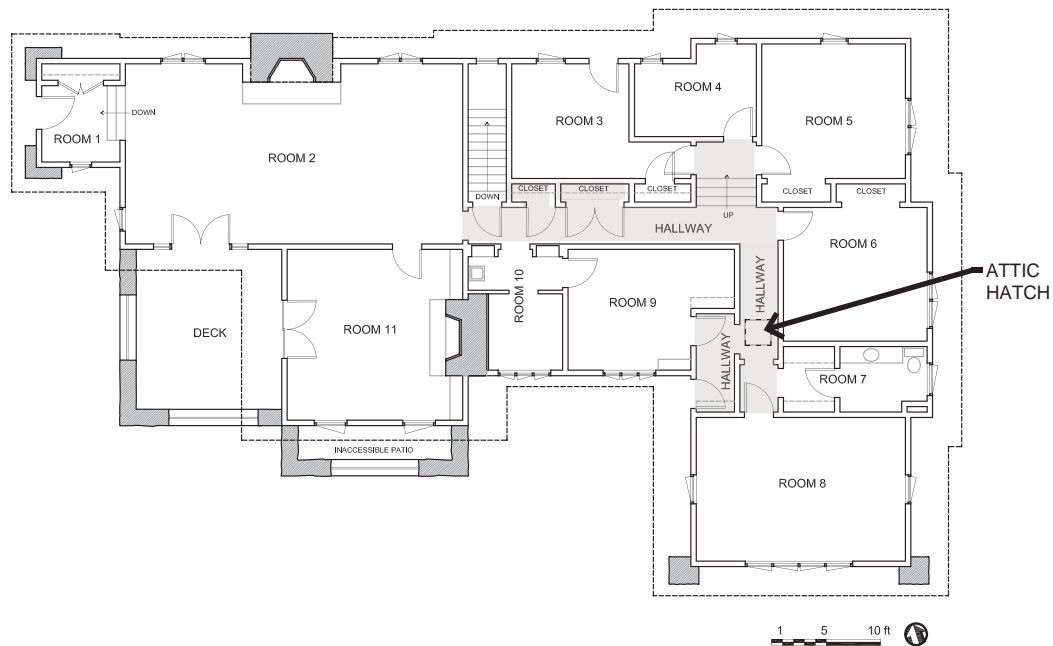 ROOM 1
DOWN
ROOM 2
DOWN
ROOM 3
ROOM 4
ROOM 5
CLOSET
CLOSET
CLOSET
CLOSET
CLOSET
UP
HALLWAY
HALLWAY
ROOM 6
ATTIC
HATCH
DECK
ROOM 11
ROOM 10
ROOM 9
HALLWAY
ROOM 7
INACCESSIBLE PATIO
ROOM 8
1 5 10 ft